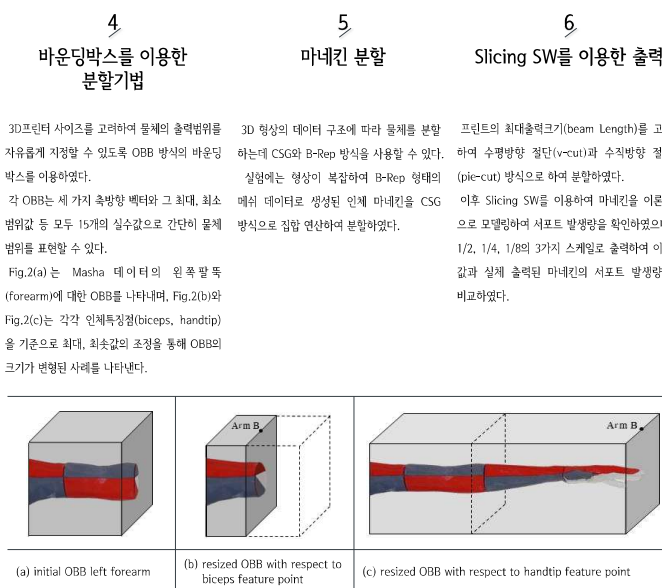 4
바운딩박스를 이용한
분할기법
3D프린터 사이즈를 고려하여 물체의 출력범위를
자유롭게 지정할 수 있도록 OBB 방식의 바운딩
박스를 이용하였다.
각 OBB는 세 가지 축방향 벡터와 그 최대, 최소
범위값 등 모두 15개의 실수값으로 간단히 물체
범위를 표현할 수 있다.
Fig.2(a)는 Masha 데이터의 왼쪽팔뚝
(forearm)에 대한 OBB를 나타내며, Fig.2(b)와
Fig.2(c)는 각각 인체특징점(biceps, handtip)
을 기준으로 최대, 최솟값의 조정을 통해 OBB의
크기가 변형된 사례를 나타낸다.
5
마네킨 분할
3D 형상의 데이터 구조에 따라 물체를 분할
하는데 CSG와 B-Rep 방식을 사용할 수 있다.
실험에는 형상이 복잡하여 B-Rep 형태의
메쉬 데이터로 생성된 인체 마네킨을 CSG
방식으로 집합 연산하여 분할하였다.
6
Slicing SW를 이용한 출력
프린트의 최대출력크기(beam Length)를 고
하여 수평방향 절단(v-cut)과 수직방향 절
(pie-cut) 방식으로 하여 분할하였다.
이후 Slicing SW를 이용하여 마네킨을 이론
으로 모델링하여 서포트 발생량을 확인하였으
1/2, 1/4, 1/8의 3가지 스케일로 출력하여 이
값과 실체 출력된 마네킨의 서포트 발생량
비교하였다.
Arm B
Arm B
(a) initial OBB left forearm
(b) resized OBB with respect to
biceps feature point
(c) resized OBB with respect to handtip feature point